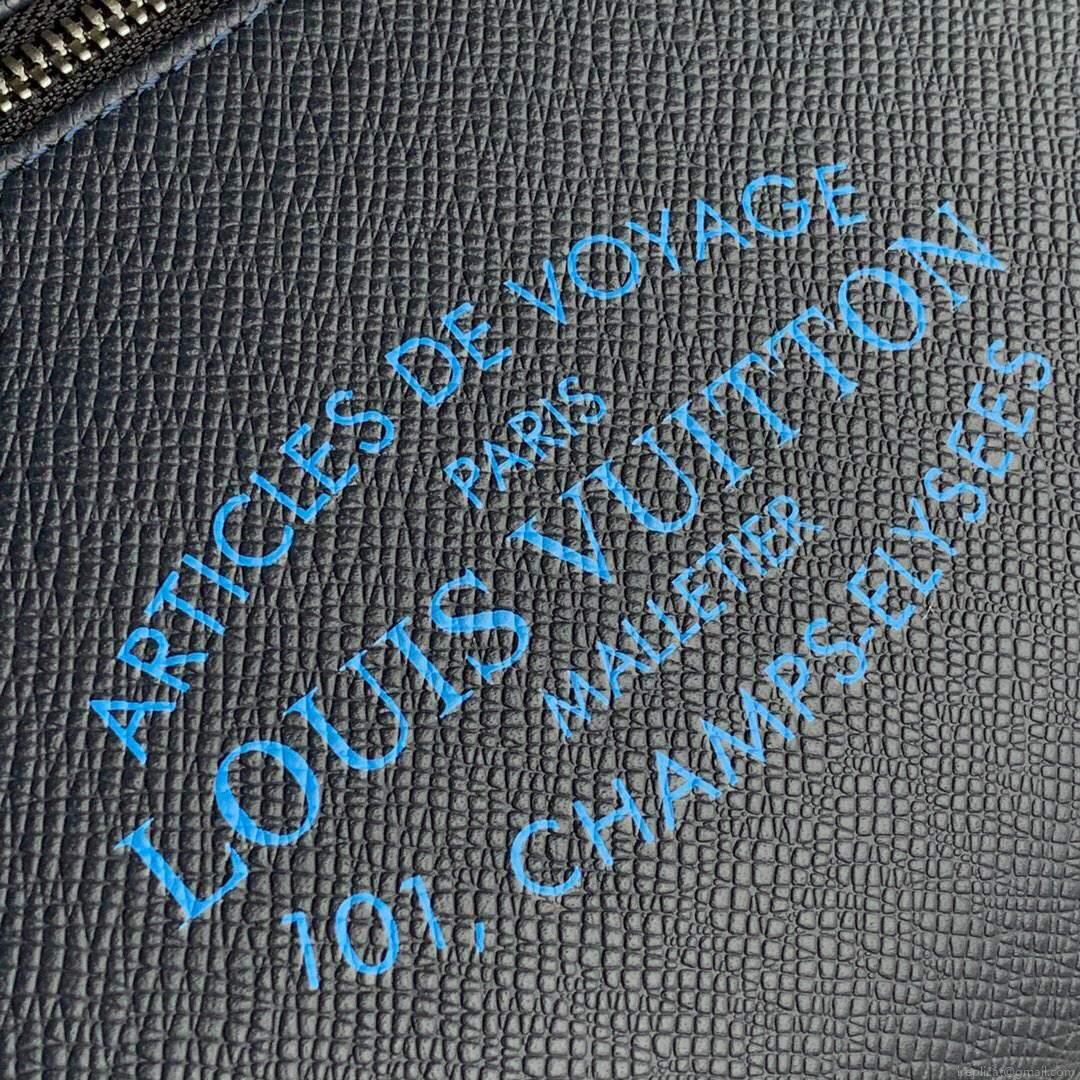 ARTICLES DE VOYAGE
PARIS
LOUIS VUITTON
MALLETIER
101, CHAMPS-ELYSEES